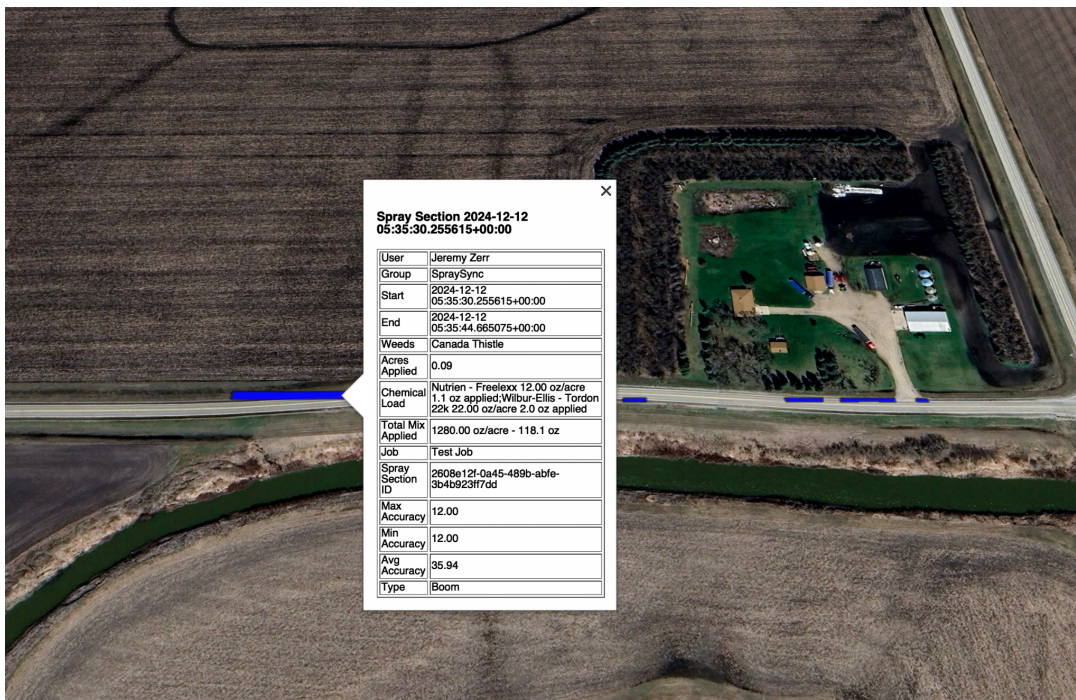 Spray Section 2024-12-12
05:35:30.255615+00:00
User Jeremy Zerr
Group SpraySync
Start 2024-12-12
05:35:30.255615+00:00
End 2024-12-12
05:35:44.665075+00:00
Weeds Canada Thistle
Acres
Applied 0.09
Chemical
Load Nutrien - Freelexx 12.00 oz/acre
1.1 oz applied;Wilbur-Ellis - Tordon
22k 22.00 oz/acre 2.0 oz applied
Total Mix
Applied 1280.00 oz/acre - 118.1 oz
Job Test Job
Spray
Section
ID 2608e12f-0a45-489b-abfe-
3b4b923ff7dd
Max
Accuracy 12.00
Min
Accuracy 12.00
Avg
Accuracy 35.94
Type Boom